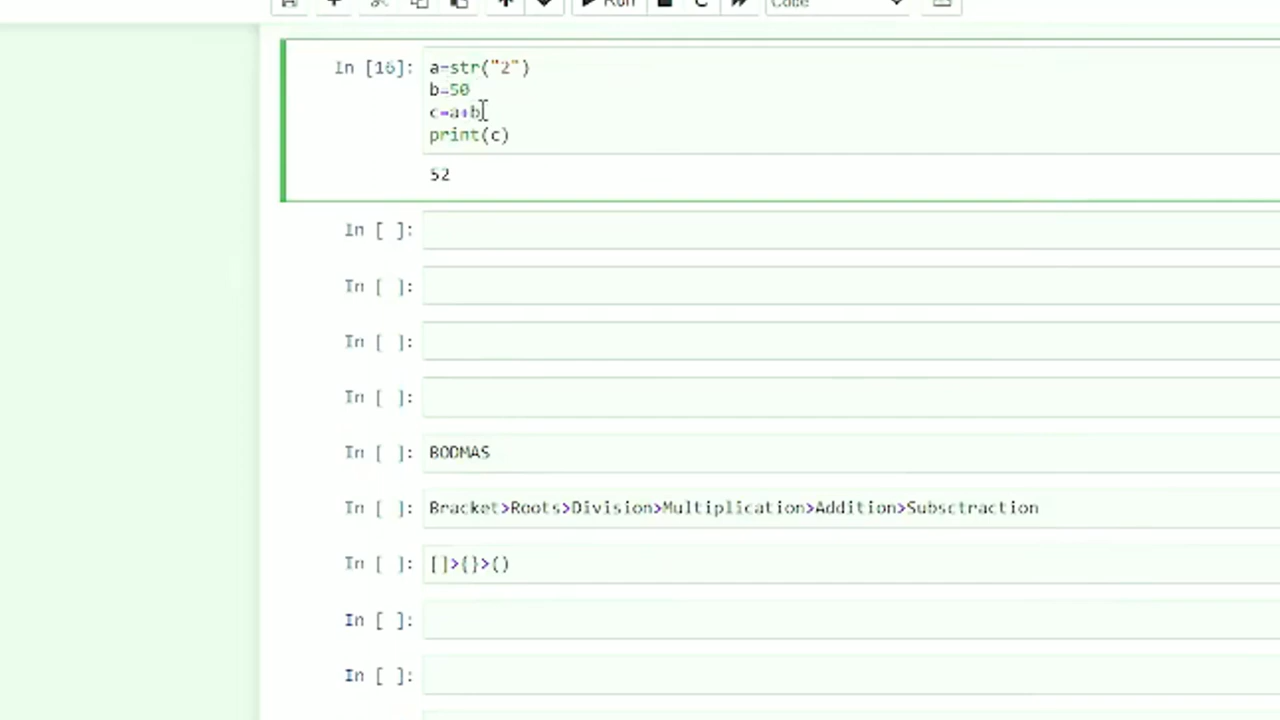 Run Code
In [16]: a=str("2")
b=50
c=a+b
print(c)
52
In [ ]:
In [ ]:
In [ ]:
In [ ]:
In [ ]: BODMAS
In [ ]: Bracket>Roots>Division>Multiplication>Addition>Subsctraction
In [ ]: []>{}>()
In [ ]:
In [ ]: